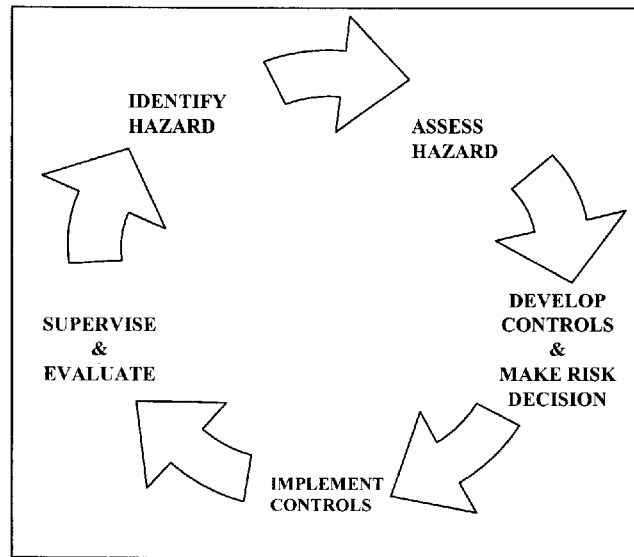 IDENTIFY
HAZARD
ASSESS
HAZARD
DEVELOP
CONTROLS
&
MAKE RISK
DECISION
IMPLEMENT
CONTROLS
SUPERVISE
&
EVALUATE